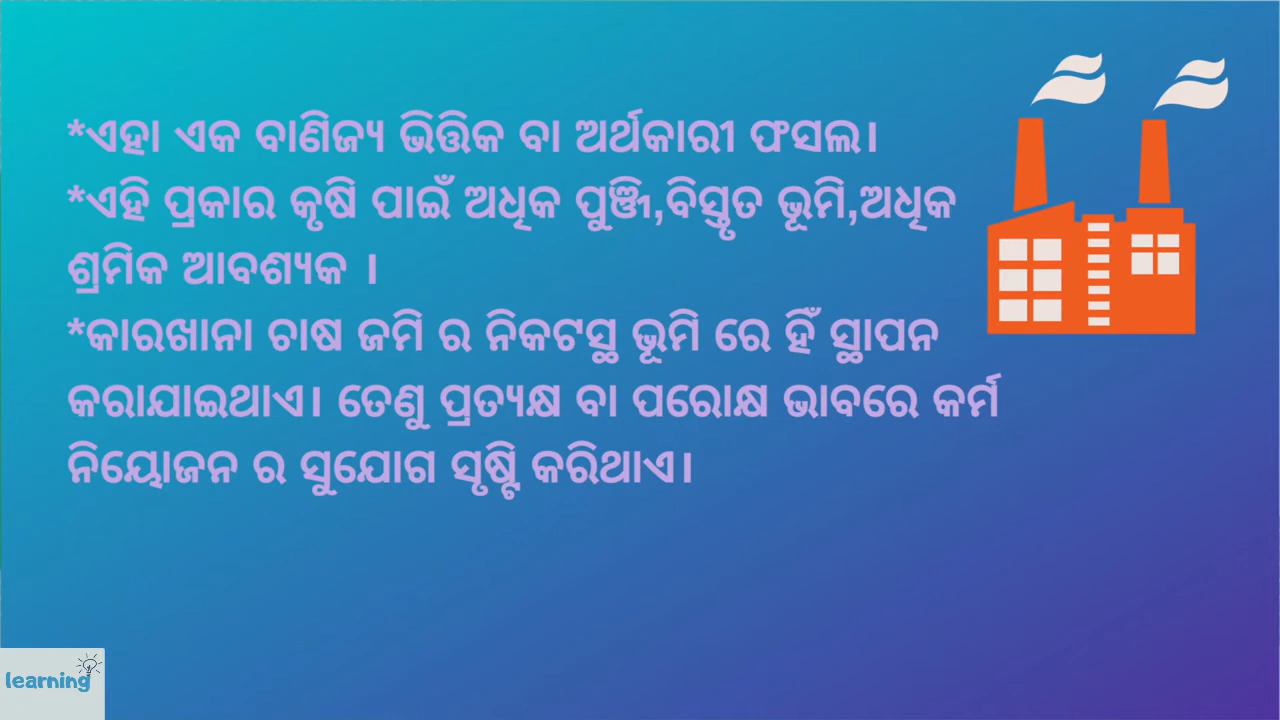 *ଏହା ଏକ ବାଣିଜ୍ୟ ଭିତ୍ତିକ ବା ଅର୍ଥକାରୀ ଫସଲ।
*ଏହି ପ୍ରକାର କୃଷି ପାଇଁ ଅଧିକ ପୁଞ୍ଜି,ବିସ୍ତୃତ ଭୂମି,ଅଧିକ
ଶ୍ରମିକ ଆବଶ୍ୟକ ।
*କାରଖାନା ଚାଷ ଜମି ର ନିକଟସ୍ଥ ଭୂମି ରେ ହିଁ ସ୍ଥାପନ
କରାଯାଇଥାଏ। ତେଣୁ ପ୍ରତ୍ୟକ୍ଷ ବା ପରୋକ୍ଷ ଭାବରେ କର୍ମ
ନିୟୋଜନ ର ସୁଯୋଗ ସୃଷ୍ଟି କରିଥାଏ।
learning